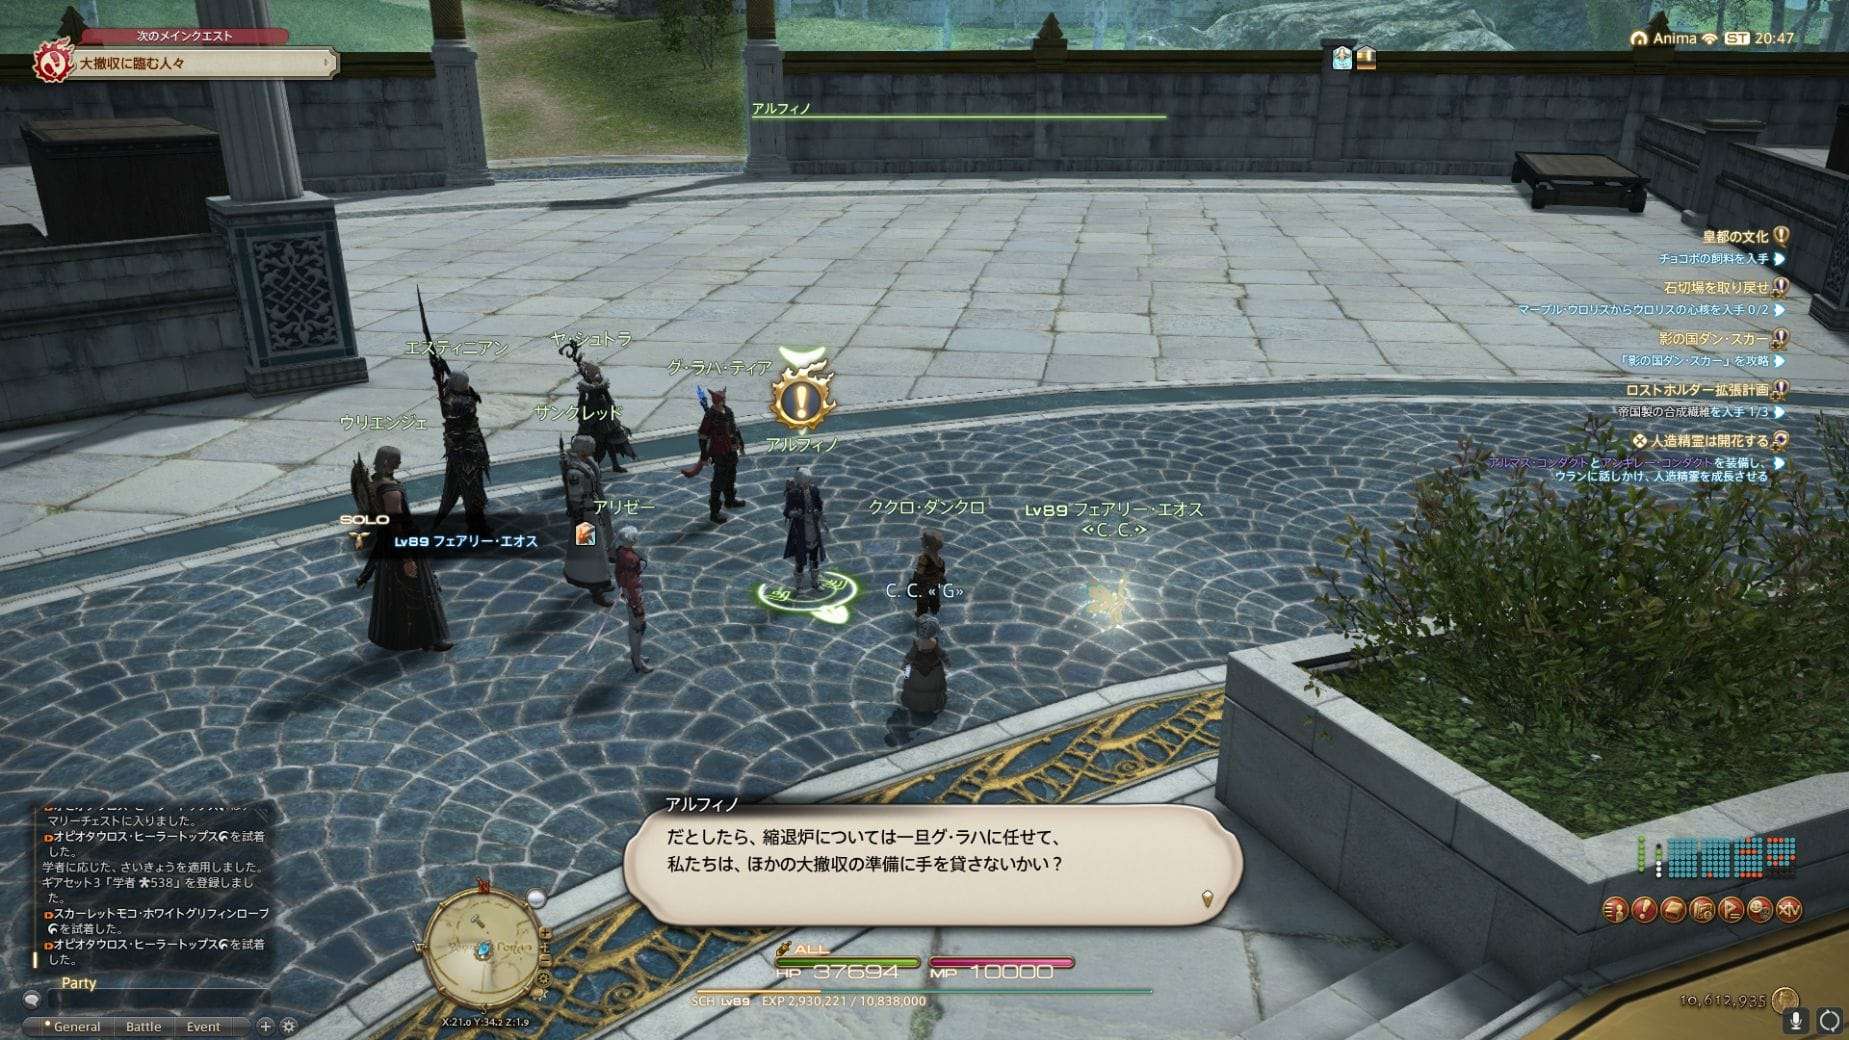 次のメインクエスト
大撤収に臨む人々
Anima ST 20:47
アルフィノ
皇都の文化
チョコボの飼料を入手
石切場を取り戻せ
マーブル・ウロリスからウロリスの心核を入手 0/2
影の国ダン・スカー
「影の国ダン・スカー」を攻略
ロストホルダー拡張計画
帝国製の合成繊維を入手 1/3
人造精霊は開花する
アルマス・コンダクトとアンギレー・コンダクトを装備し、
ウランに話しかけ、人造精霊を成長させる
エスティニアン
ヤ・シュトラ
グ・ラハ・ティア
サンクレッド
ウリエンジェ
アルフィノ
アリゼー
ククロ・ダンクロ
Lv89 フェアリー・エオス
«C. C.»
SOLO
Lv89 フェアリー・エオス
C. C. «'G»
アルフィノ
だとしたら、縮退炉については一旦グ・ラハに任せて、
私たちは、ほかの大撤収の準備に手を貸さないかい？
マリーチェストに入りました。
オピオタウロス・ヒーラートップスを試着
した。
学者に応じた、さいきょうを適用しました。
ギアセット3「学者 ★538」を登録しまし
た。
スカーレットモコ・ホワイトグリフィンローブ
を試着した。
オピオタウロス・ヒーラートップスを試着
した。
Party
General Battle Event
X:21.0 Y:34.2 Z:1.9
ALL
HP 37694 MP 10000
SCH Lv89 EXP 2,930,221 / 10,838,000
10,612,935
XIV